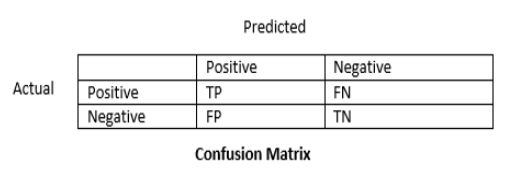 Predicted
Positive Negative
Actual Positive TP FN
Negative FP TN
Confusion Matrix